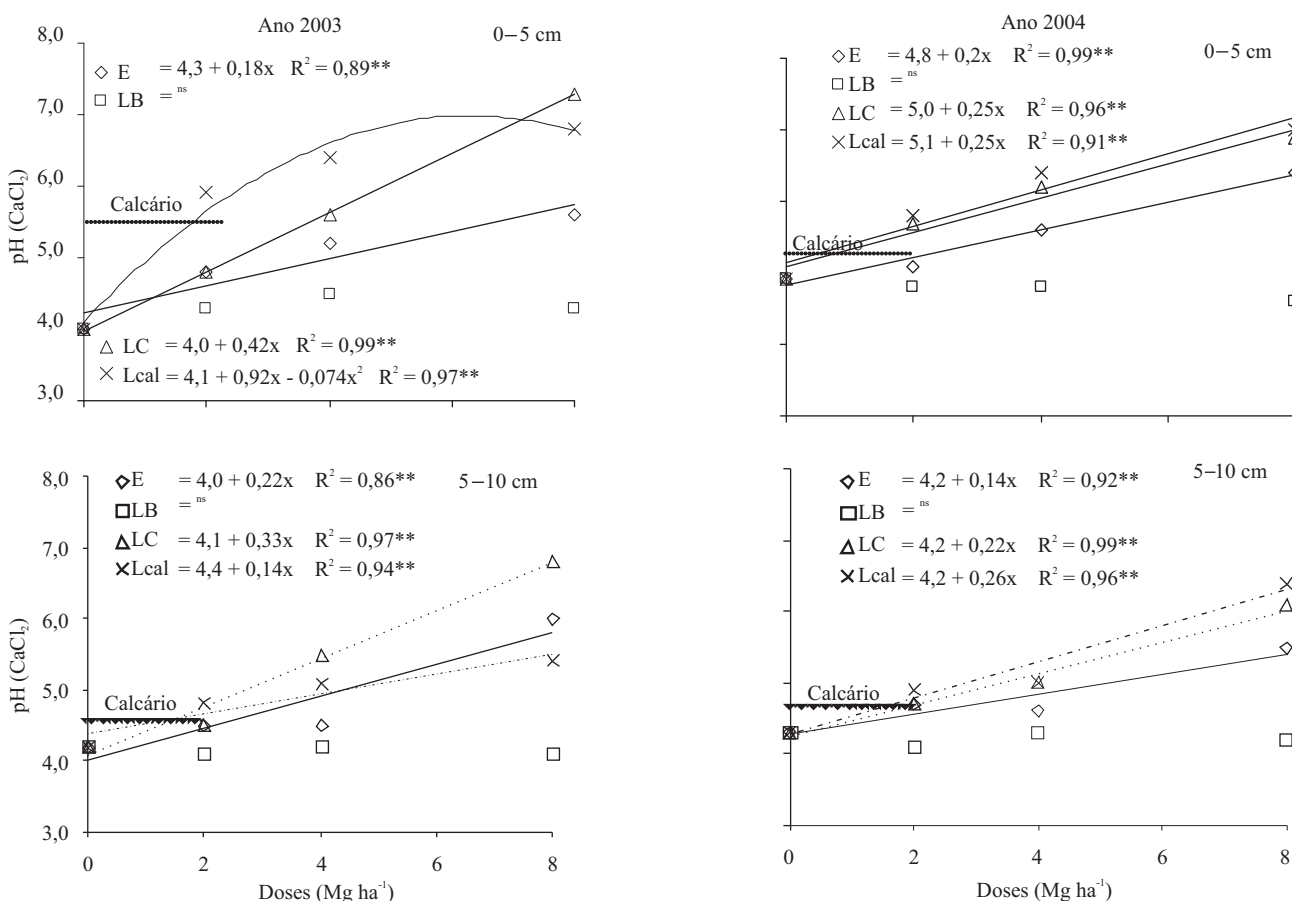 Ano 2003
0–5 cm
E = 4,3 + 0,18x R² = 0,89**
LB = ns
8,0
7,0
6,0
5,0
4,0
3,0
pH (CaCl₂)
Calcário
LC = 4,0 + 0,42x R² = 0,99**
Lcal = 4,1 + 0,92x - 0,074x² R² = 0,97**
Ano 2004
0–5 cm
E = 4,8 + 0,2x R² = 0,99**
LB = ns
LC = 5,0 + 0,25x R² = 0,96**
Lcal = 5,1 + 0,25x R² = 0,91**
Calcário
5–10 cm
E = 4,0 + 0,22x R² = 0,86**
LB = ns
LC = 4,1 + 0,33x R² = 0,97**
Lcal = 4,4 + 0,14x R² = 0,94**
8,0
7,0
6,0
5,0
4,0
3,0
pH (CaCl₂)
Calcário
0 2 4 8
Doses (Mg ha⁻¹)
5–10 cm
E = 4,2 + 0,14x R² = 0,92**
LB = ns
LC = 4,2 + 0,22x R² = 0,99**
Lcal = 4,2 + 0,26x R² = 0,96**
Calcário
0 2 4 6 8
Doses (Mg ha⁻¹)